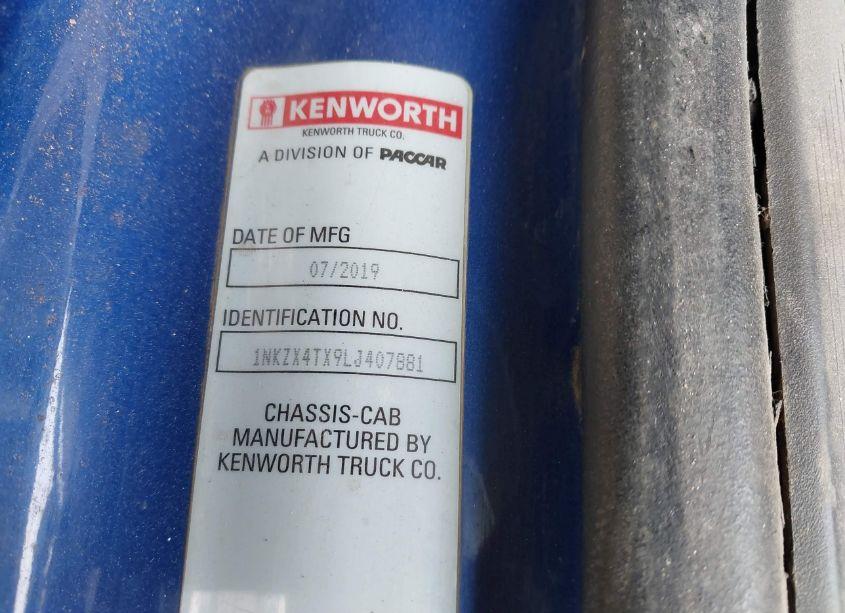 KENWORTH
KENWORTH TRUCK CO.
A DIVISION OF PACCAR
DATE OF MFG
07/2019
IDENTIFICATION NO.
1NKZX4TX9LJ407881
CHASSIS-CAB
MANUFACTURED BY
KENWORTH TRUCK CO.